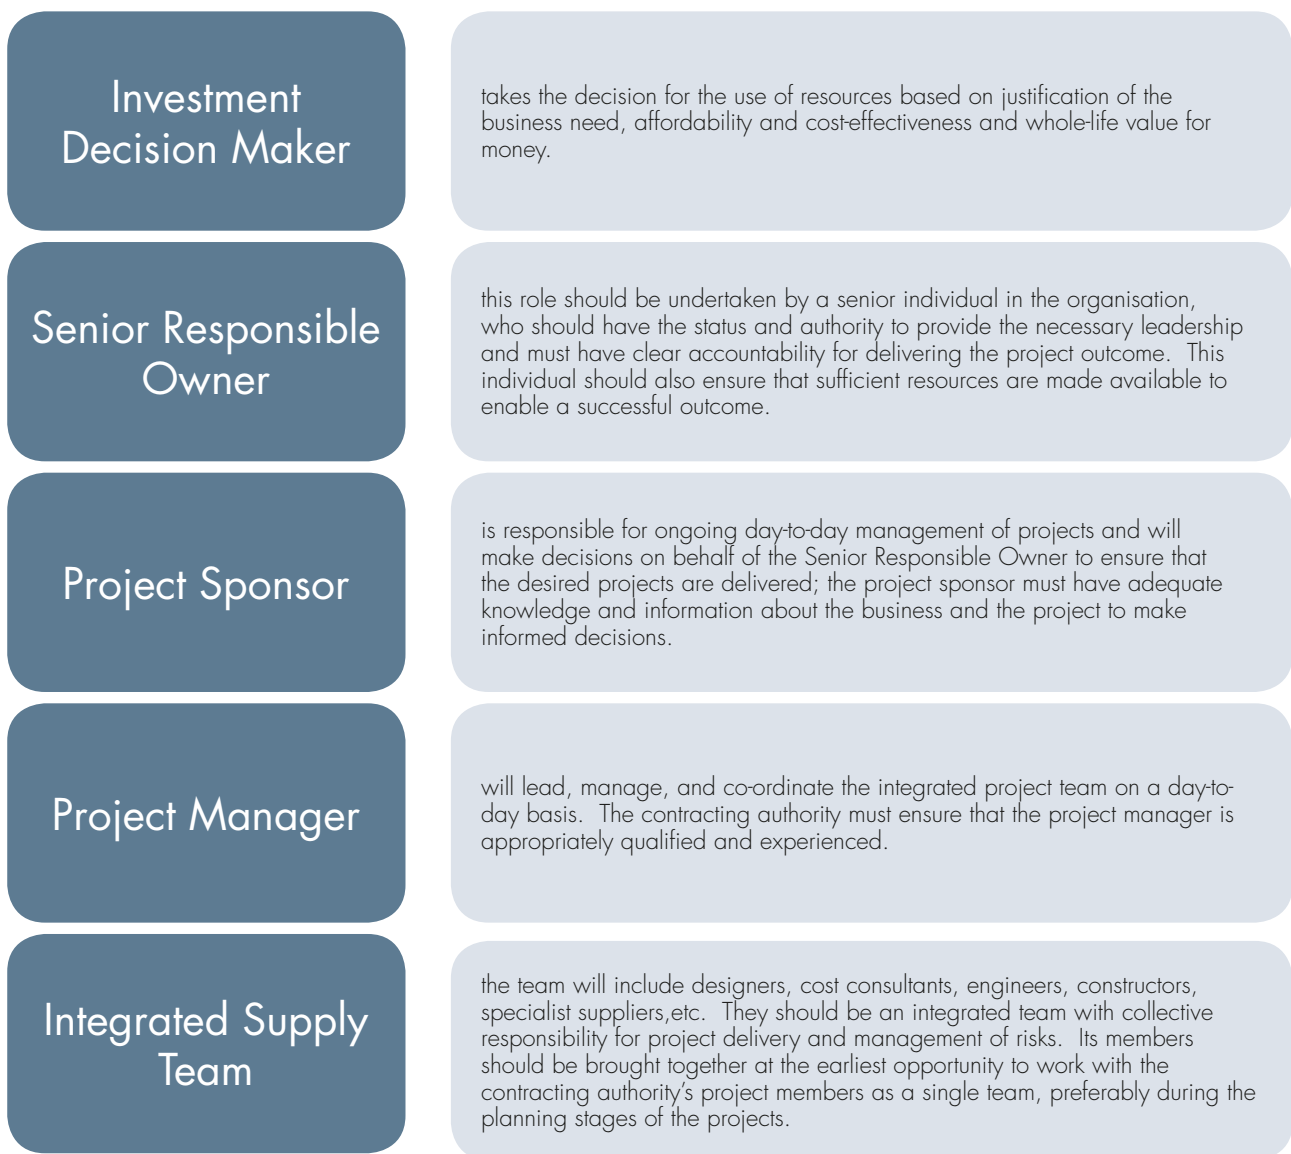 Investment
Decision Maker
takes the decision for the use of resources based on justification of the
business need, affordability and cost-effectiveness and whole-life value for
money.
Senior Responsible
Owner
this role should be undertaken by a senior individual in the organisation,
who should have the status and authority to provide the necessary leadership
and must have clear accountability for delivering the project outcome.  This
individual should also ensure that sufficient resources are made available to
enable a successful outcome.
Project Sponsor
is responsible for ongoing day-to-day management of projects and will
make decisions on behalf of the Senior Responsible Owner to ensure that
the desired projects are delivered; the project sponsor must have adequate
knowledge and information about the business and the project to make
informed decisions.
Project Manager
will lead, manage, and co-ordinate the integrated project team on a day-to-
day basis.  The contracting authority must ensure that the project manager is
appropriately qualified and experienced.
Integrated Supply
Team
the team will include designers, cost consultants, engineers, constructors,
specialist suppliers,etc.  They should be an integrated team with collective
responsibility for project delivery and management of risks.  Its members
should be brought together at the earliest opportunity to work with the
contracting authority's project members as a single team, preferably during the
planning stages of the projects.